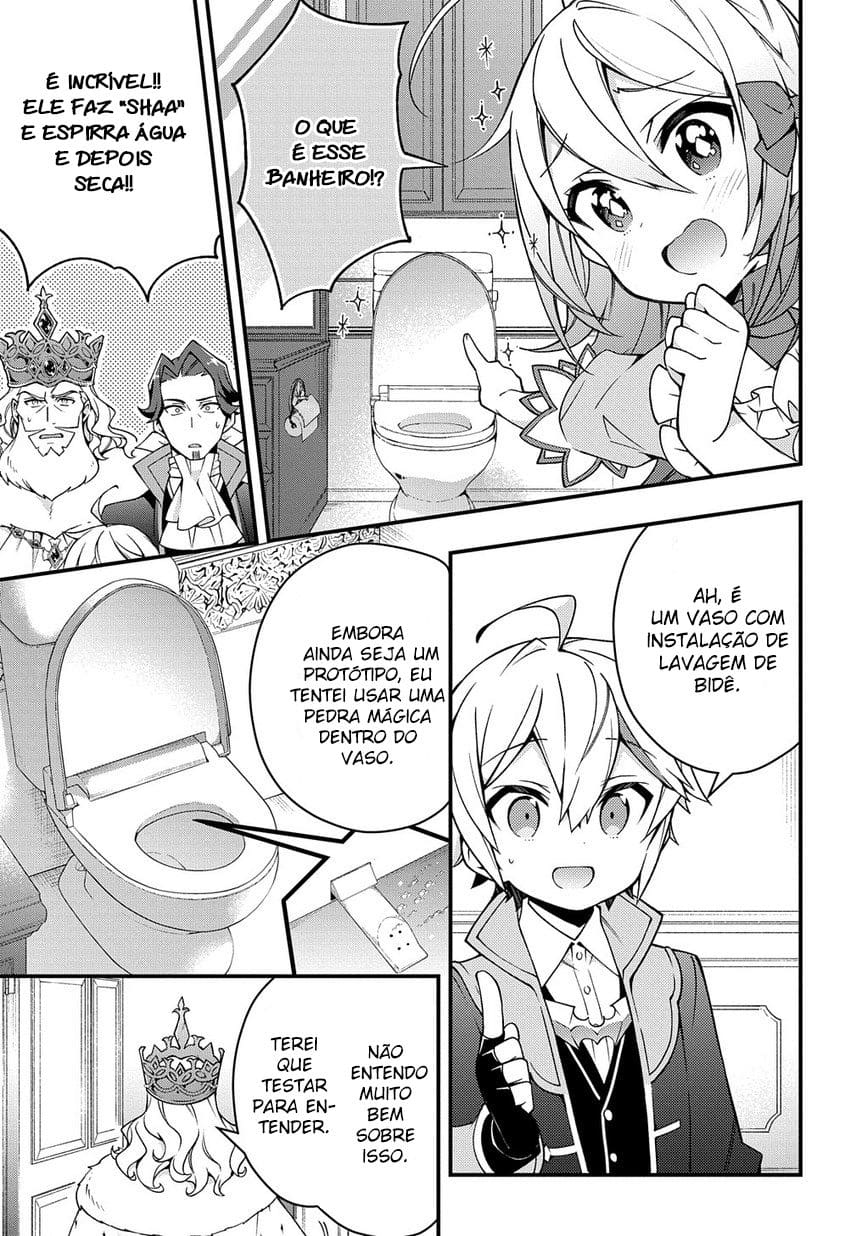 O QUE
É ESSE
BANHEIRO!?
É INCRÍVEL!!
ELE FAZ "SHAA"
E ESPIRRA ÁGUA
E DEPOIS
SECA!!
AH, É
UM VASO COM
INSTALAÇÃO DE
LAVAGEM DE
BIDÊ.
EMBORA
AINDA SEJA UM
PROTÓTIPO, EU
TENTEI USAR UMA
PEDRA MÁGICA
DENTRO DO
VASO.
NÃO
ENTENDO
MUITO
BEM
SOBRE
ISSO.
TEREI
QUE
TESTAR
PARA EN-
TENDER.